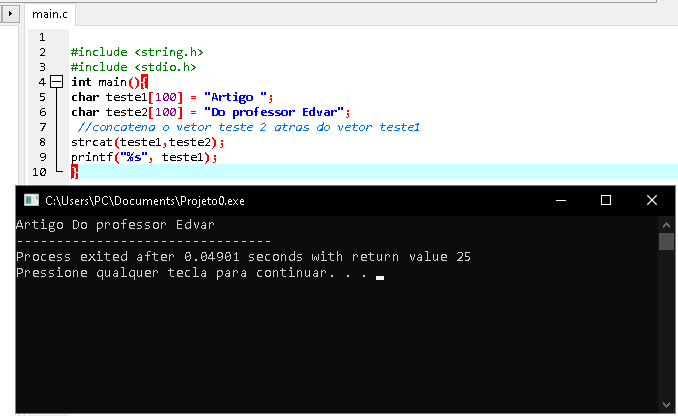 main.c
1
2 #include <string.h>
3 #include <stdio.h>
4 int main(){
5 char teste1[100] = "Artigo ";
6 char teste2[100] = "Do professor Edvar";
7 //concatena o vetor teste 2 atras do vetor teste1
8 strcat(teste1,teste2);
9 printf("%s", teste1);
10 }
C:\Users\PC\Documents\Projeto0.exe
Artigo Do professor Edvar
--------------------------------
Process exited after 0.04901 seconds with return value 25
Pressione qualquer tecla para continuar. . .